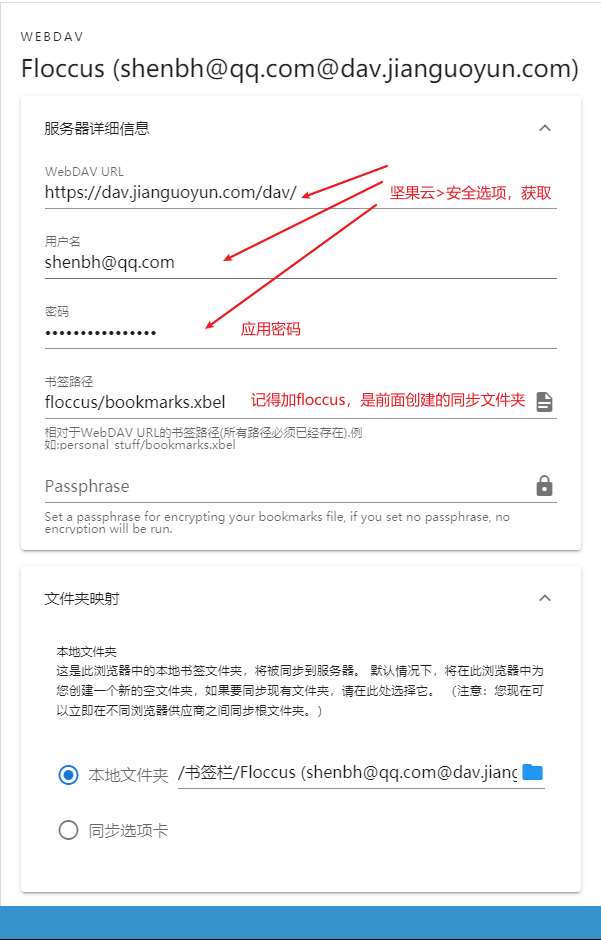 WEBDAV
Floccus (shenbh@qq.com@dav.jianguoyun.com)
服务器详细信息
WebDAV URL
https://dav.jianguoyun.com/dav/
坚果云>安全选项，获取
用户名
shenbh@qq.com
密码
••••••••••••••••
应用密码
书签路径
floccus/bookmarks.xbel
记得加floccus，是前面创建的同步文件夹
相对于WebDAV URL的书签路径(所有路径必须已经存在).例
如:personal_stuff/bookmarks.xbel
Passphrase
Set a passphrase for encrypting your bookmarks file, if you set no passphrase, no
encryption will be run.
文件夹映射
本地文件夹
这是此浏览器中的本地书签文件夹，将被同步到服务器。 默认情况下，将在此浏览器中为
您创建一个新的空文件夹，如果要同步现有文件夹，请在此处选择它。 （注意：您现在可
以立即在不同浏览器供应商之间同步根文件夹。）
本地文件夹 /书签栏/Floccus (shenbh@qq.com@dav.jiang
同步选项卡